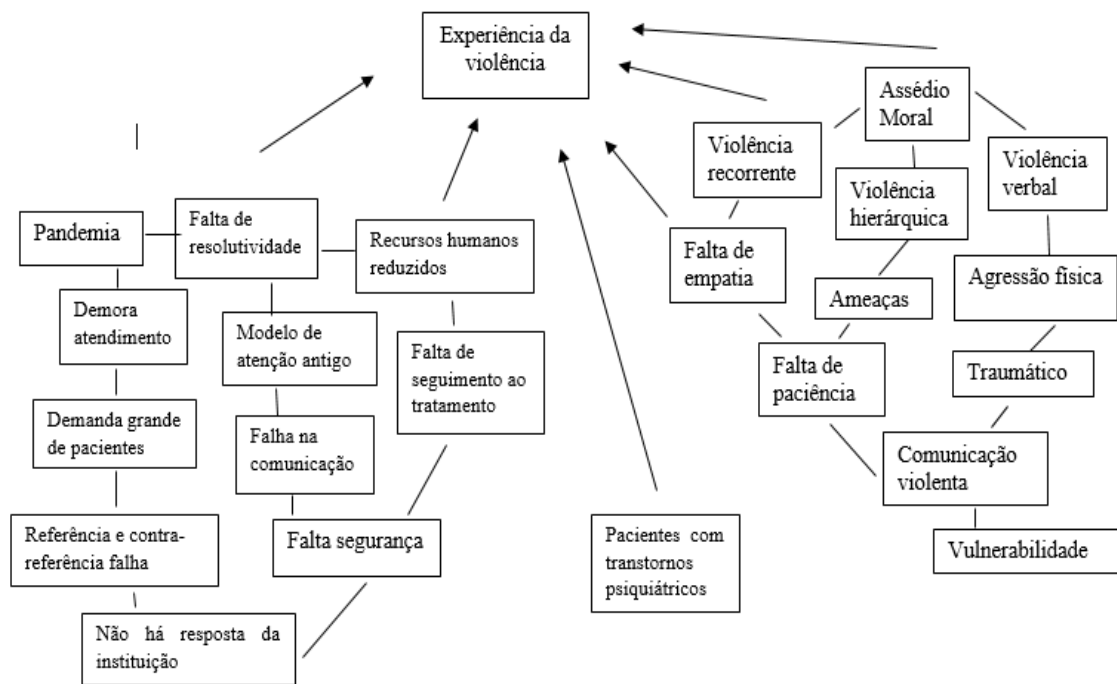 Experiência da
violência
Assédio
Moral
Violência
recorrente
Violência
verbal
Violência
hierárquica
Pandemia
Falta de
resolutividade
Recursos humanos
reduzidos
Falta de
empatia
Agressão física
Ameaças
Demora
atendimento
Modelo de
atenção antigo
Falta de
seguimento ao
tratamento
Falta de
paciência
Traumático
Demanda grande
de pacientes
Falha na
comunicação
Comunicação
violenta
Referência e contra-
referência falha
Falta segurança
Pacientes com
transtornos
psiquiátricos
Vulnerabilidade
Não há resposta da
instituição